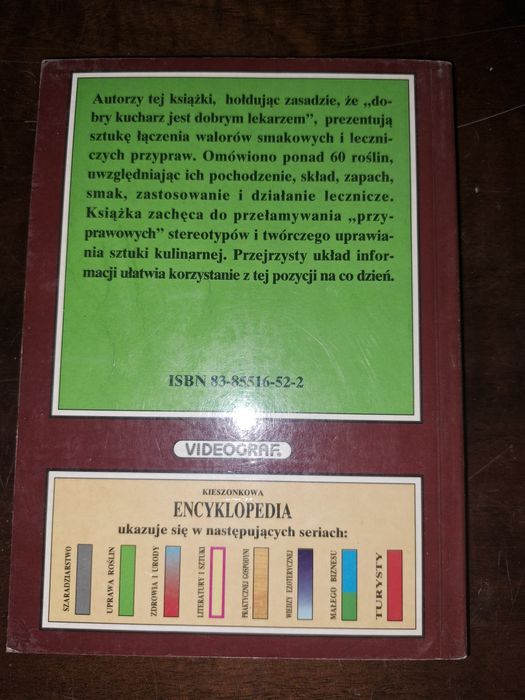 Autorzy tej książki, hołdując zasadzie, że „do-
bry kucharz jest dobrym lekarzem”, prezentują
sztukę łączenia walorów smakowych i leczni-
czych przypraw. Omówiono ponad 60 roślin,
uwzględniając ich pochodzenie, skład, zapach,
smak, zastosowanie i działanie lecznicze.
Książka zachęca do przełamywania „przy-
prawowych” stereotypów i twórczego uprawia-
nia sztuki kulinarnej. Przejrzysty układ infor-
macji ułatwia korzystanie z tej pozycji na co dzień.
ISBN 83-85516-52-2
VIDEOGRAF
KIESZONKOWA
ENCYKLOPEDIA
ukazuje się w następujących seriach:
SZARADZIARSTWO
UPRAWA ROŚLIN
ZDROWIA I URODY
LITERATURY I SZTUKI
PRAKTYCZNEJ GOSPODYNI
WIEDZY EZOTERYCZNEJ
MAŁEGO BIZNESU
TURYSTY